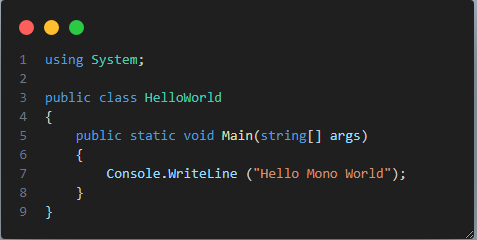 1 using System;
2
3 public class HelloWorld
4 {
5     public static void Main(string[] args)
6     {
7         Console.WriteLine ("Hello Mono World");
8     }
9 }